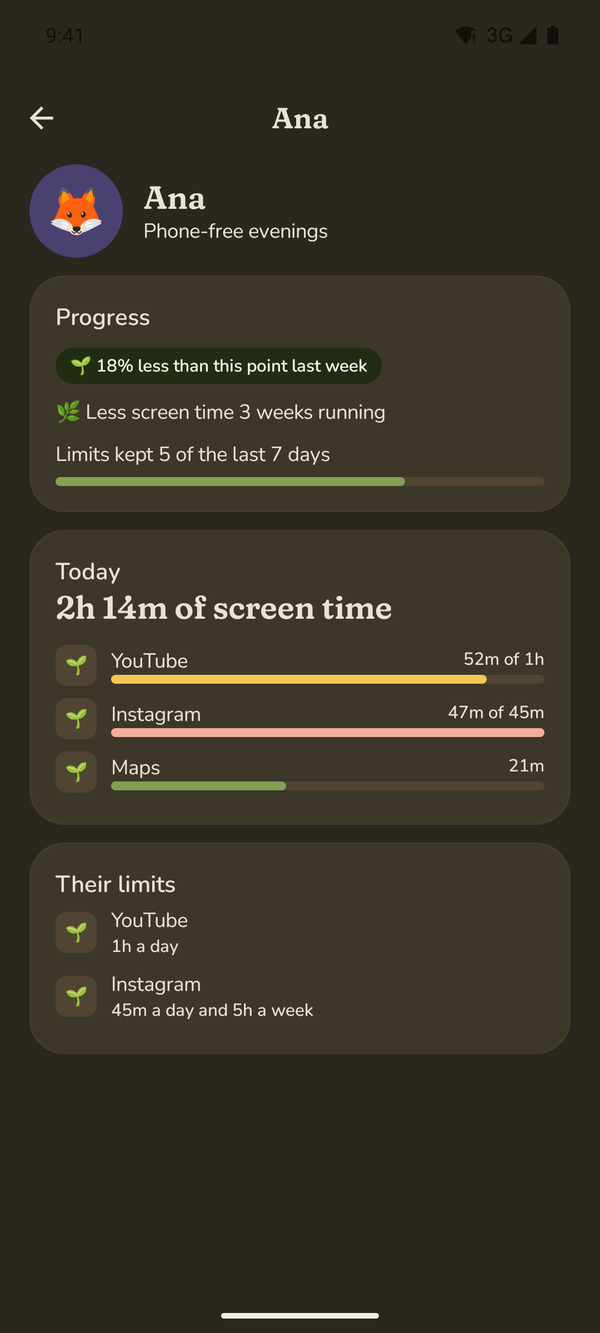 9:41
3G
Ana
Ana
Phone-free evenings
Progress
18% less than this point last week
Less screen time 3 weeks running
Limits kept 5 of the last 7 days
Today
2h 14m of screen time
YouTube 52m of 1h
Instagram 47m of 45m
Maps 21m
Their limits
YouTube
1h a day
Instagram
45m a day and 5h a week